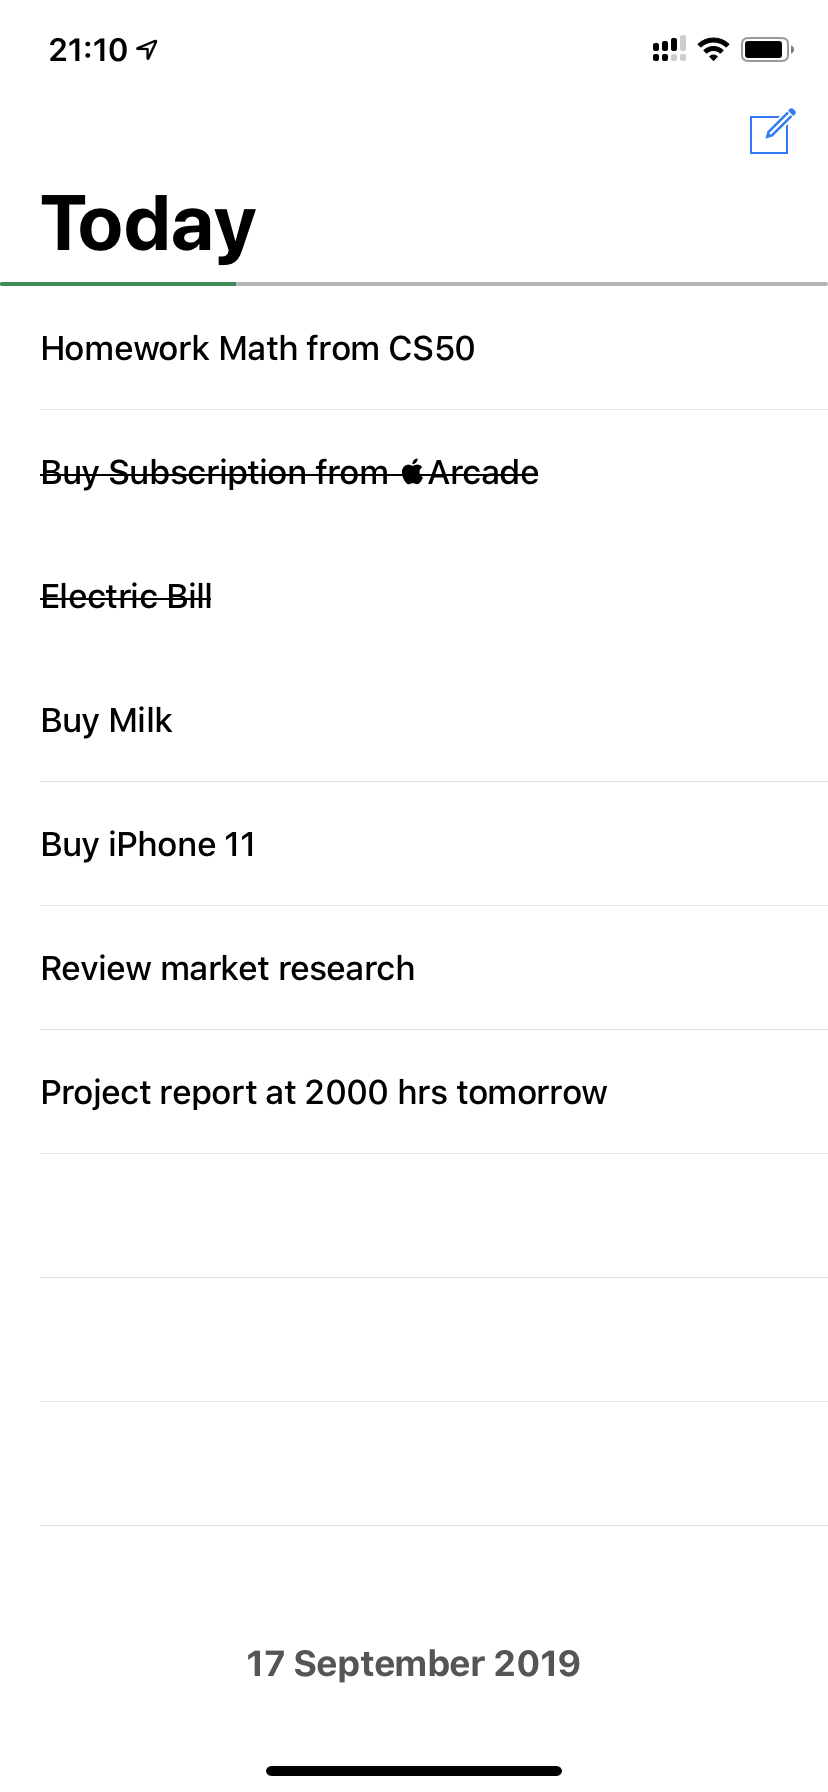 21:10
Today
Homework Math from CS50
Buy Subscription from Arcade
Electric Bill
Buy Milk
Buy iPhone 11
Review market research
Project report at 2000 hrs tomorrow
17 September 2019